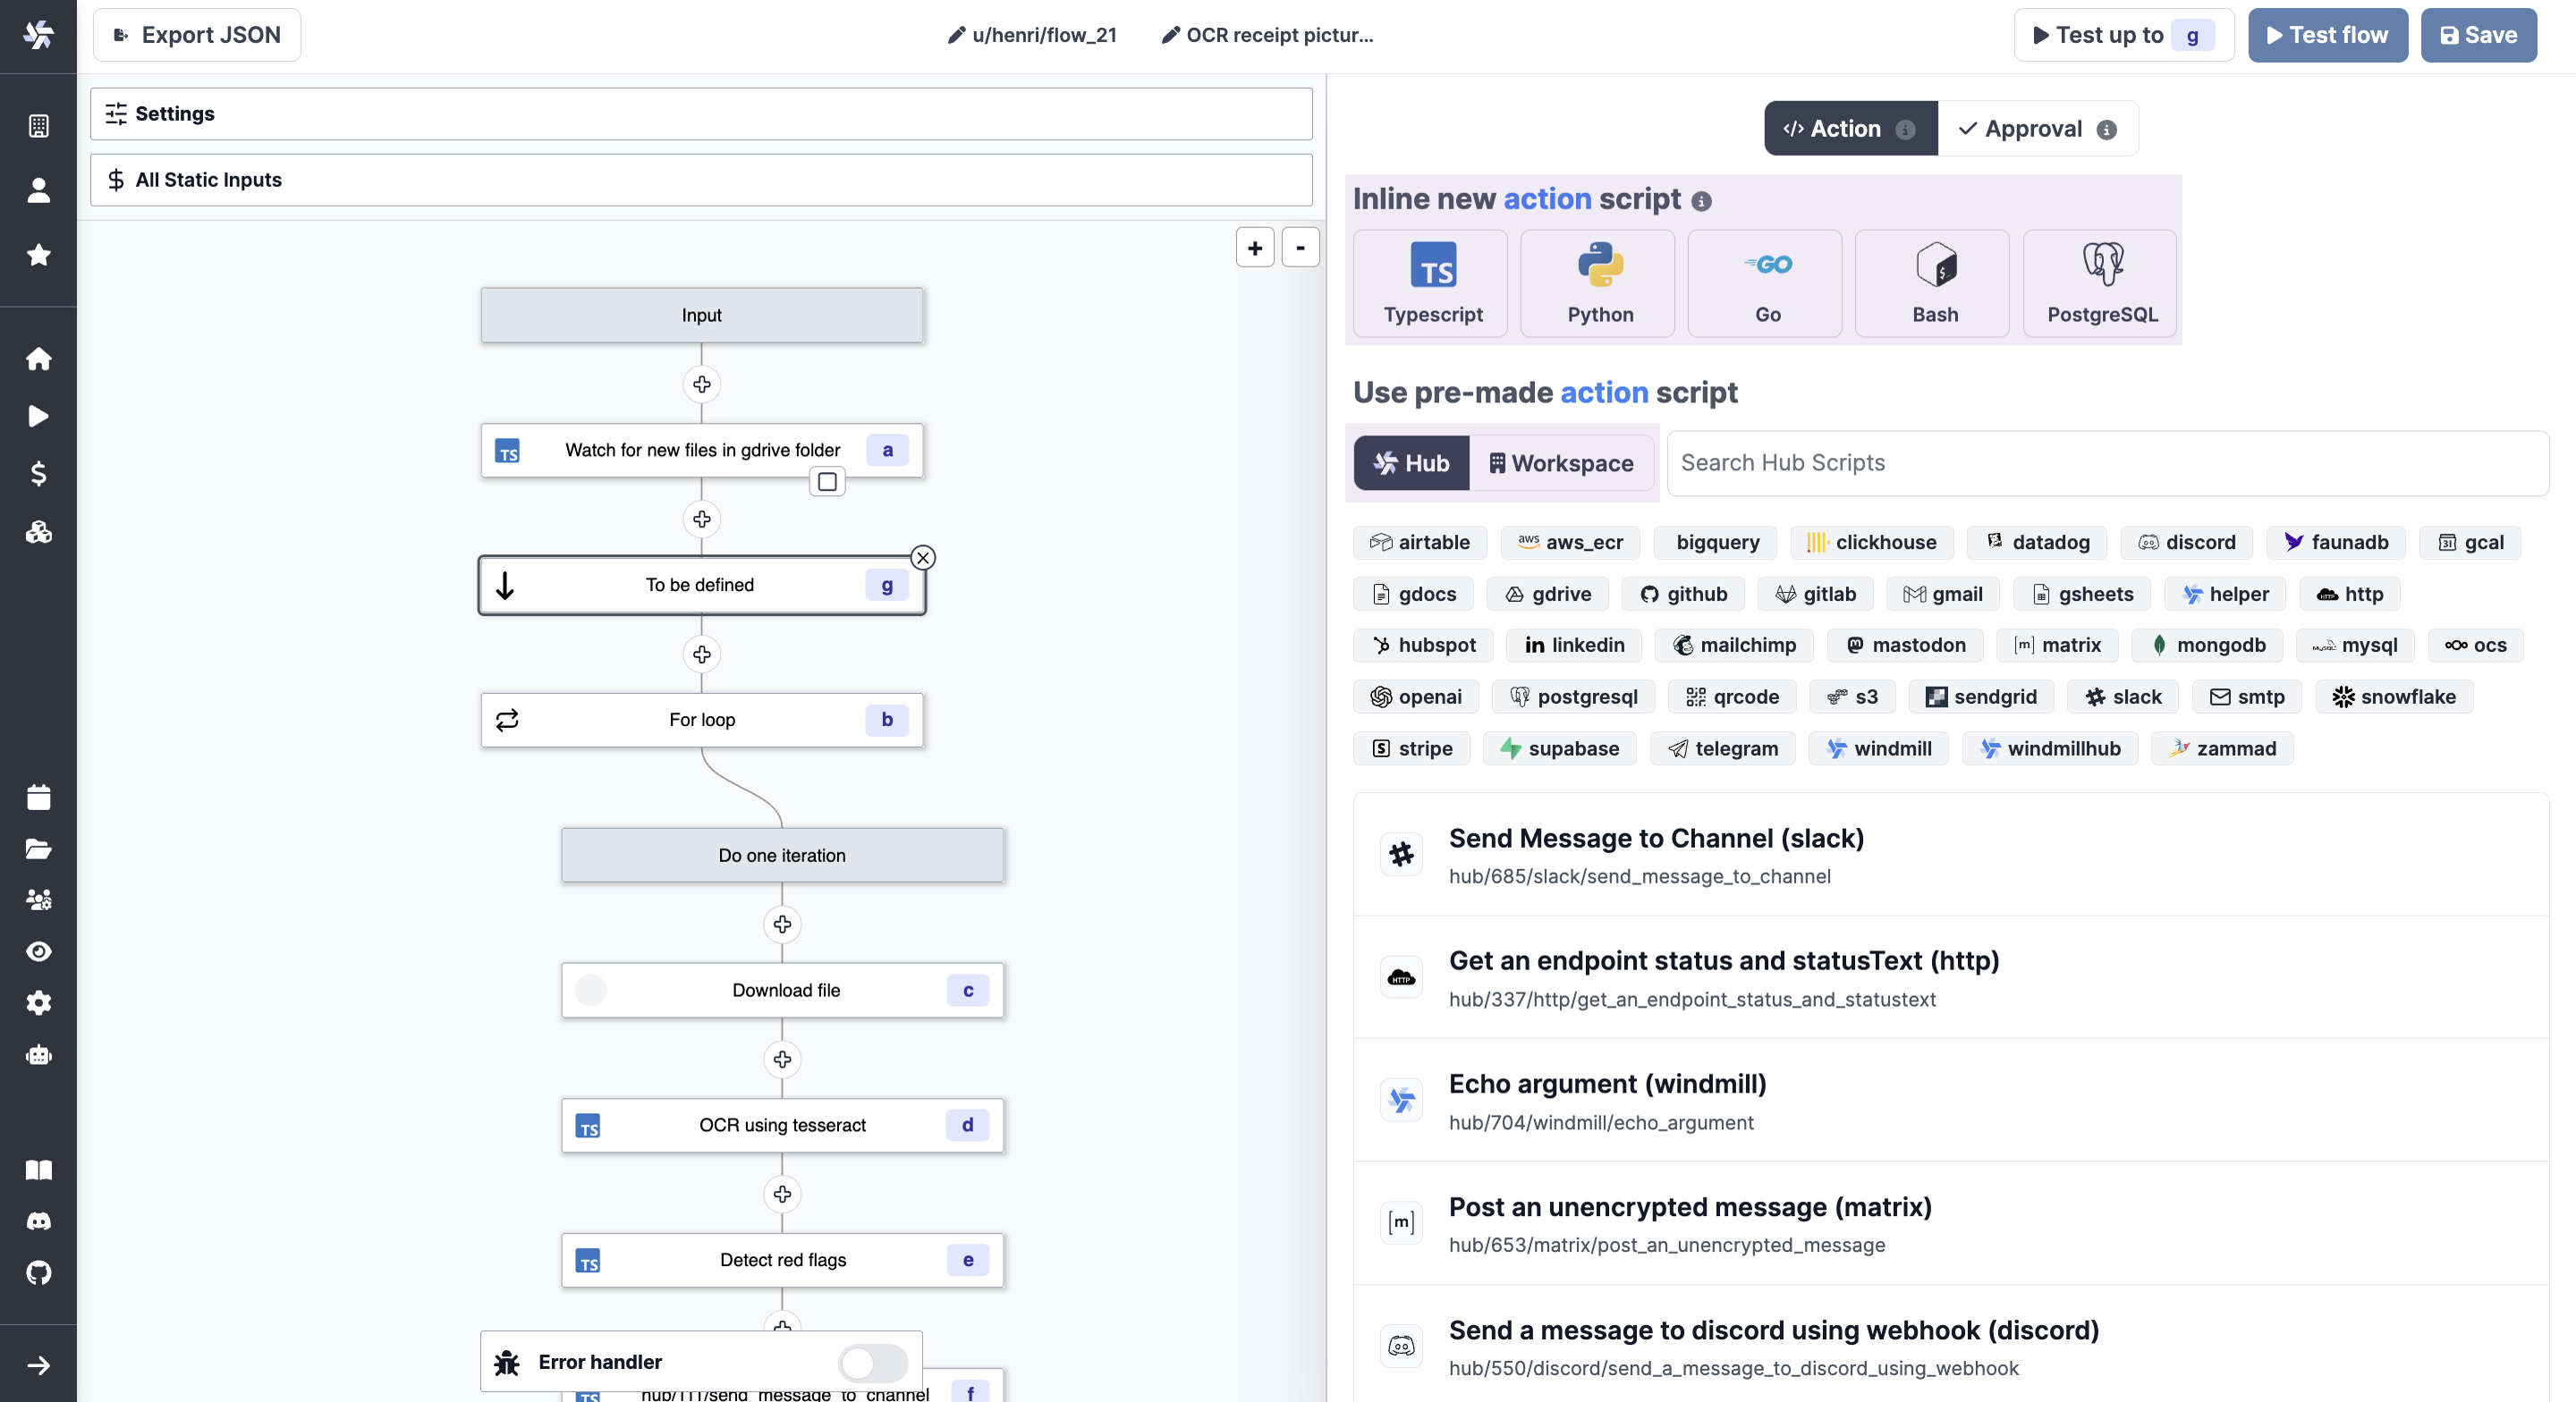 Export JSON
u/henri/flow_21
OCR receipt pictur...
Test up to g
Test flow
Save
Settings
All Static Inputs
+
-
Input
Watch for new files in gdrive folder
a
To be defined
g
For loop
b
Do one iteration
Download file
c
OCR using tesseract
d
Detect red flags
e
Error handler
hub/111/send_message_to_channel
f
Action
Approval
Inline new action script
Typescript
Python
Go
Bash
PostgreSQL
Use pre-made action script
Hub
Workspace
Search Hub Scripts
airtable aws_ecr bigquery clickhouse datadog discord faunadb gcal
gdocs gdrive github gitlab gmail gsheets helper http
hubspot linkedin mailchimp mastodon matrix mongodb mysql ocs
openai postgresql qrcode s3 sendgrid slack smtp snowflake
stripe supabase telegram windmill windmillhub zammad
Send Message to Channel (slack)
hub/685/slack/send_message_to_channel
Get an endpoint status and statusText (http)
hub/337/http/get_an_endpoint_status_and_statustext
Echo argument (windmill)
hub/704/windmill/echo_argument
Post an unencrypted message (matrix)
hub/653/matrix/post_an_unencrypted_message
Send a message to discord using webhook (discord)
hub/550/discord/send_a_message_to_discord_using_webhook